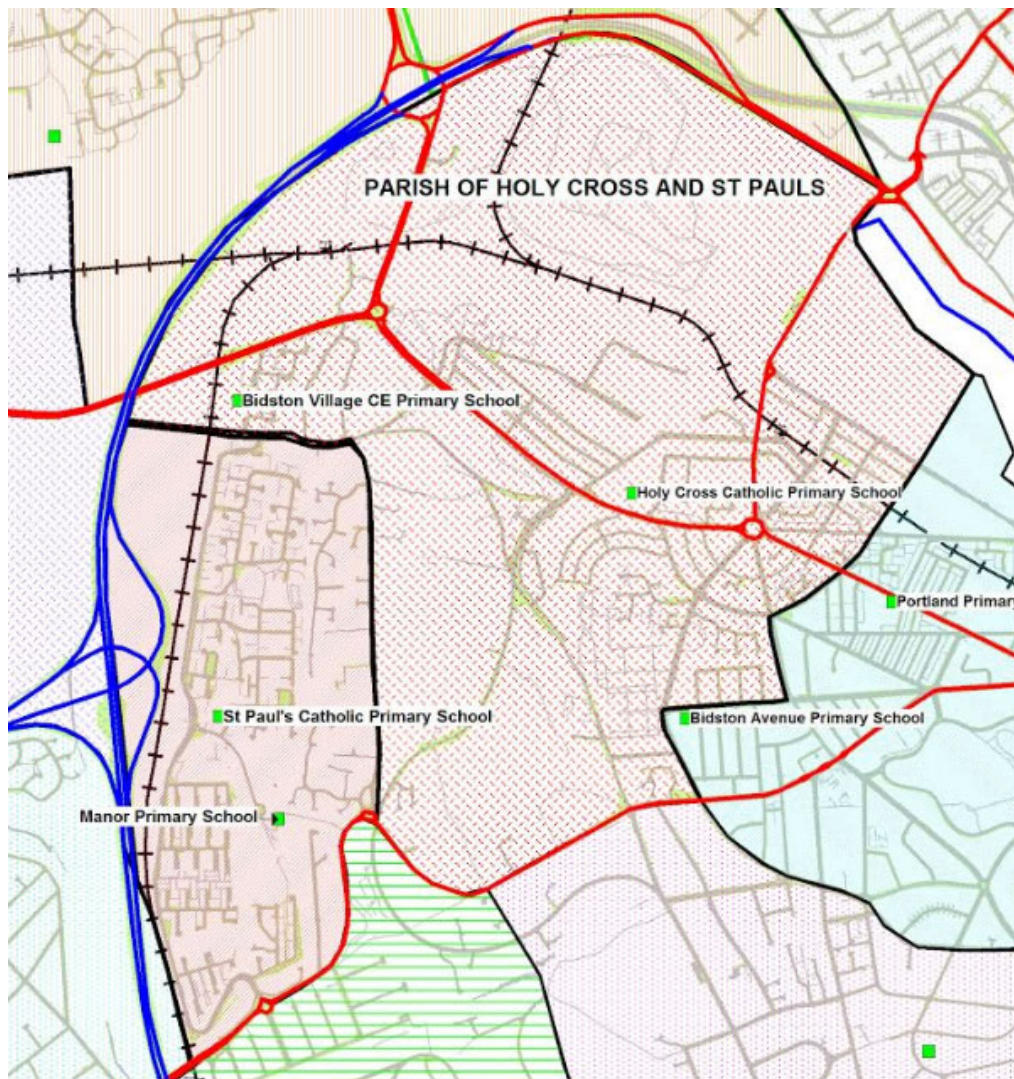 PARISH OF HOLY CROSS AND ST PAULS
Bidston Village CE Primary School
Holy Cross Catholic Primary School
Portland Primary
St Paul's Catholic Primary School
Bidston Avenue Primary School
Manor Primary School